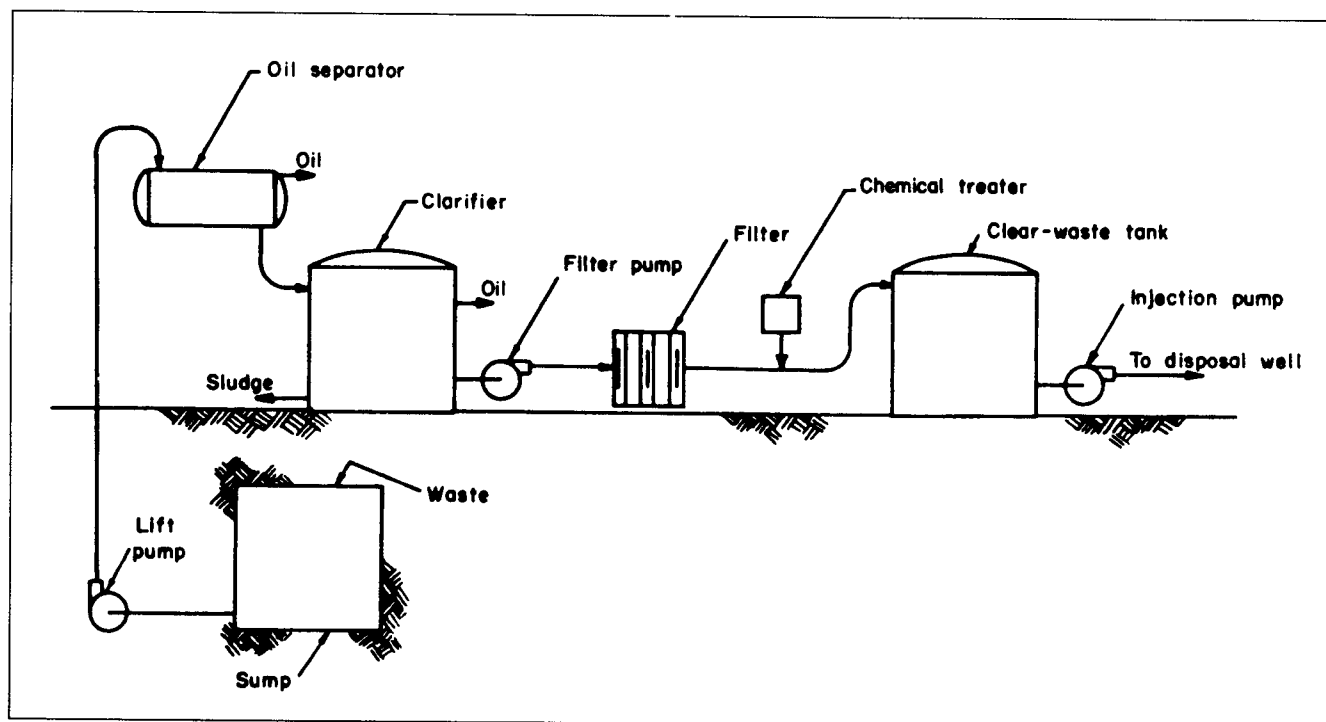 Oil separator
Oil
Clarifier
Chemical treater
Filter
Clear-waste tank
Filter pump
Oil
Injection pump
To disposal well
Sludge
Waste
Lift
pump
Sump